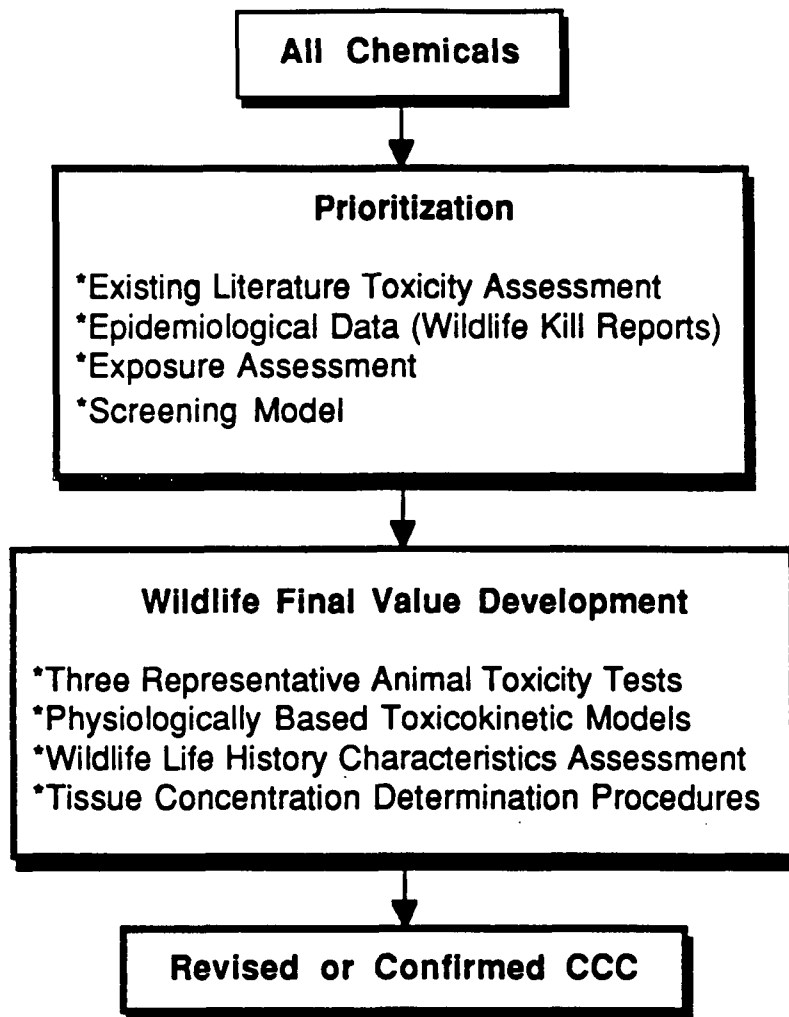 All Chemicals
Prioritization
*Existing Literature Toxicity Assessment
*Epidemiological Data (Wildlife Kill Reports)
*Exposure Assessment
*Screening Model
Wildlife Final Value Development
*Three Representative Animal Toxicity Tests
*Physiologically Based Toxicokinetic Models
*Wildlife Life History Characteristics Assessment
*Tissue Concentration Determination Procedures
Revised or Confirmed CCC